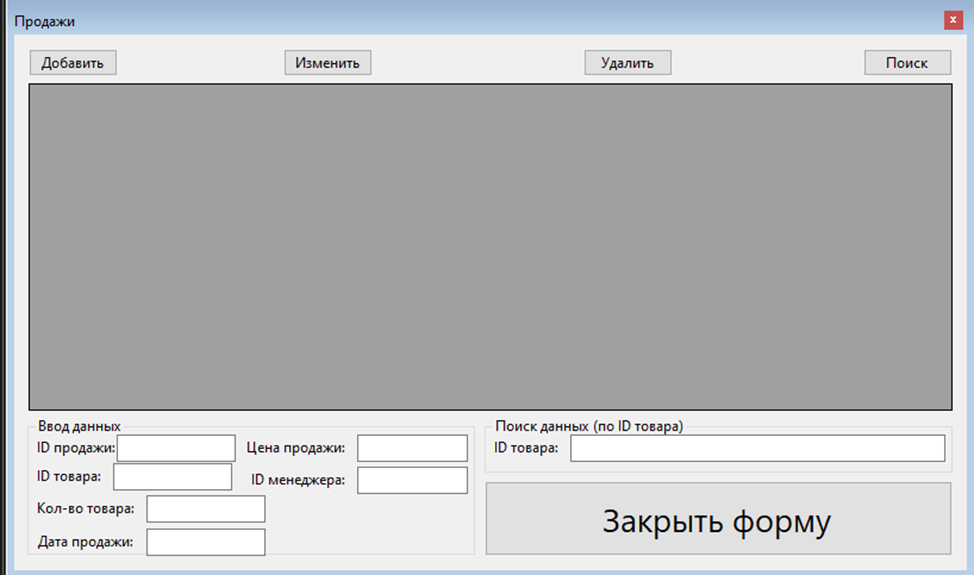 Продажи
Добавить
Изменить
Удалить
Поиск
Ввод данных
ID продажи:
Цена продажи:
ID товара:
ID менеджера:
Кол-во товара:
Дата продажи:
Поиск данных (по ID товара)
ID товара:
Закрыть форму